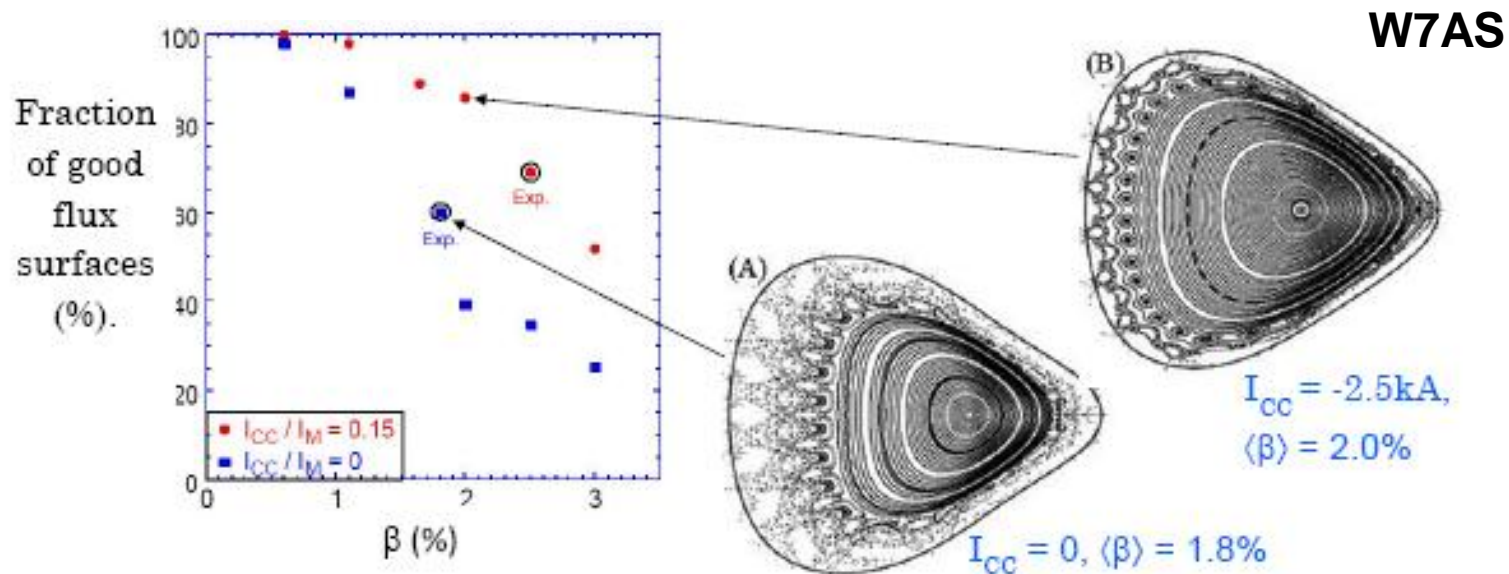 W7AS
Fraction
of good
flux
surfaces
(%).
100
80
60
40
20
0
0 1 2 3
β (%)
Exp.
Exp.
I_CC / I_M = 0.15
I_CC / I_M = 0
(A)
I_CC = 0, ⟨β⟩ = 1.8%
(B)
I_CC = -2.5kA,
⟨β⟩ = 2.0%